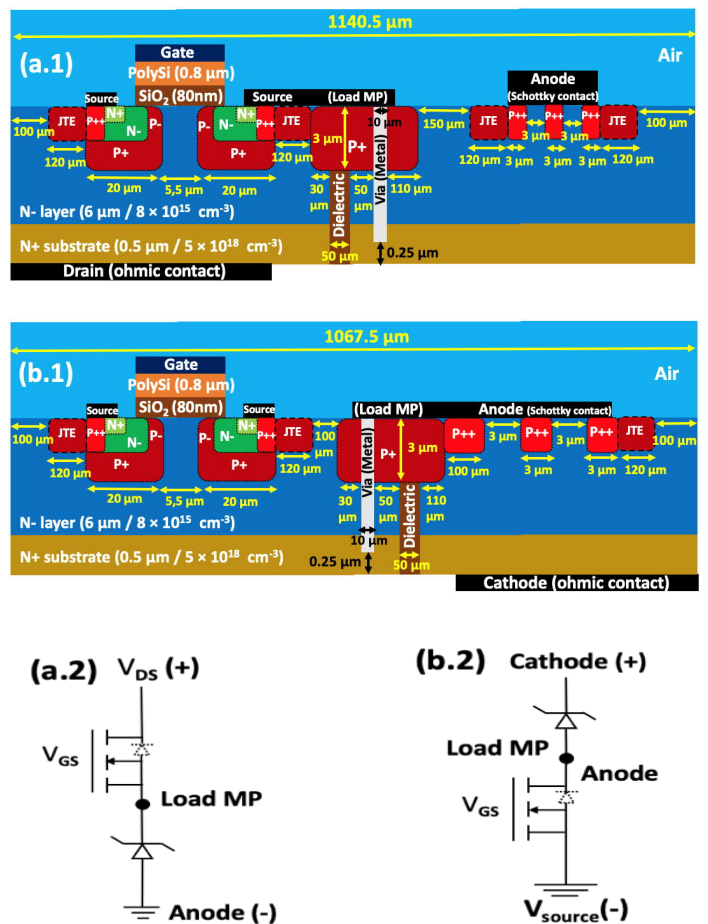 1140.5 µm
(a.1)
Gate
Air
PolySi (0.8 µm)
SiO2 (80nm)
Source
Source
(Load MP)
Anode
(Schottky contact)
JTE
P++
N+
N-
P-
P+
P-
N+
N-
P++
P+
JTE
3 µm
P+
10 µm
150 µm
JTE
P++
P++
P++
JTE
3 µm
3 µm
100 µm
100 µm
120 µm
120 µm
120 µm
3 µm
3 µm
3 µm
120 µm
20 µm
5,5 µm
20 µm
30 µm
Dielectric
50 µm
Via (Metal)
110 µm
N- layer (6 µm / 8 × 10¹⁵ cm⁻³)
N+ substrate (0.5 µm / 5 × 10¹⁸ cm⁻³)
50 µm
0.25 µm
Drain (ohmic contact)
1067.5 µm
(b.1)
Gate
Air
PolySi (0.8 µm)
SiO2 (80nm)
Source
Source
(Load MP)
Anode (Schottky contact)
JTE
P++
N+
N-
P-
P+
P-
N+
N-
P++
P+
JTE
100 µm
Via (Metal)
P+
3 µm
P++
3 µm
P++
3 µm
P++
JTE
100 µm
100 µm
120 µm
120 µm
100 µm
3 µm
3 µm
120 µm
20 µm
5,5 µm
20 µm
30 µm
50 µm
Dielectric
110 µm
N- layer (6 µm / 8 × 10¹⁵ cm⁻³)
10 µm
N+ substrate (0.5 µm / 5 × 10¹⁸ cm⁻³)
0.25 µm
50 µm
Cathode (ohmic contact)
(a.2)
VDS (+)
VGS
Load MP
Anode (-)
(b.2)
Cathode (+)
Load MP
Anode
VGS
Vsource(-)